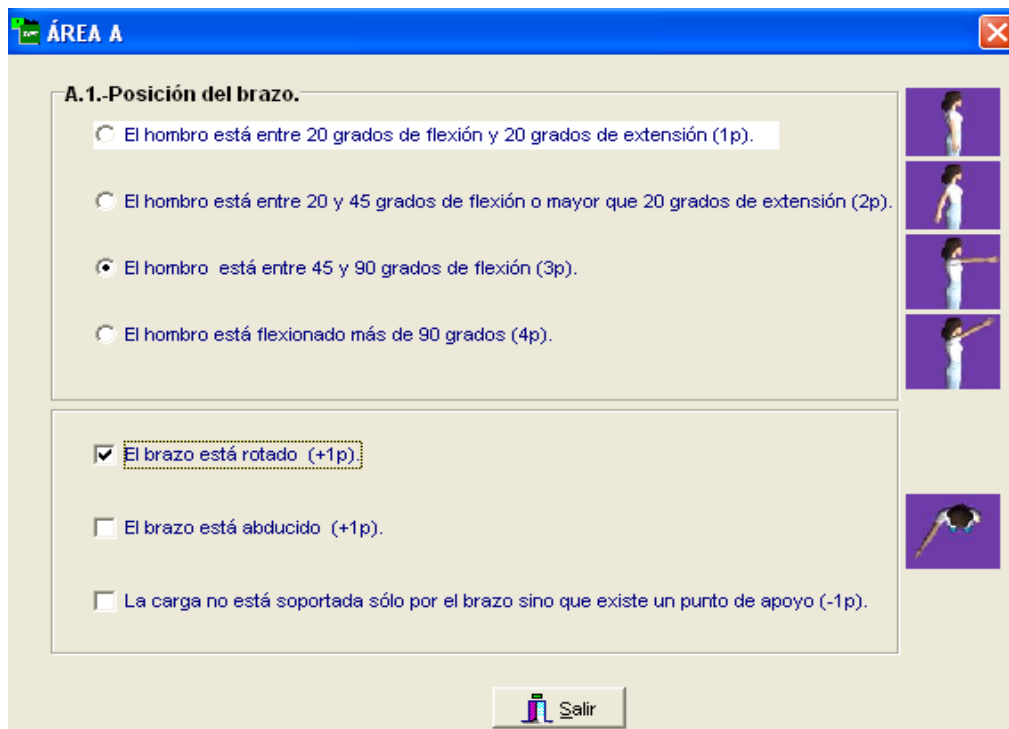 ÁREA A
A.1.-Posición del brazo.
El hombro está entre 20 grados de flexión y 20 grados de extensión (1p).
El hombro está entre 20 y 45 grados de flexión o mayor que 20 grados de extensión (2p).
El hombro  está entre 45 y 90 grados de flexión (3p).
El hombro está flexionado más de 90 grados (4p).
El brazo está rotado  (+1p).
El brazo está abducido  (+1p).
La carga no está soportada sólo por el brazo sino que existe un punto de apoyo (-1p).
Salir